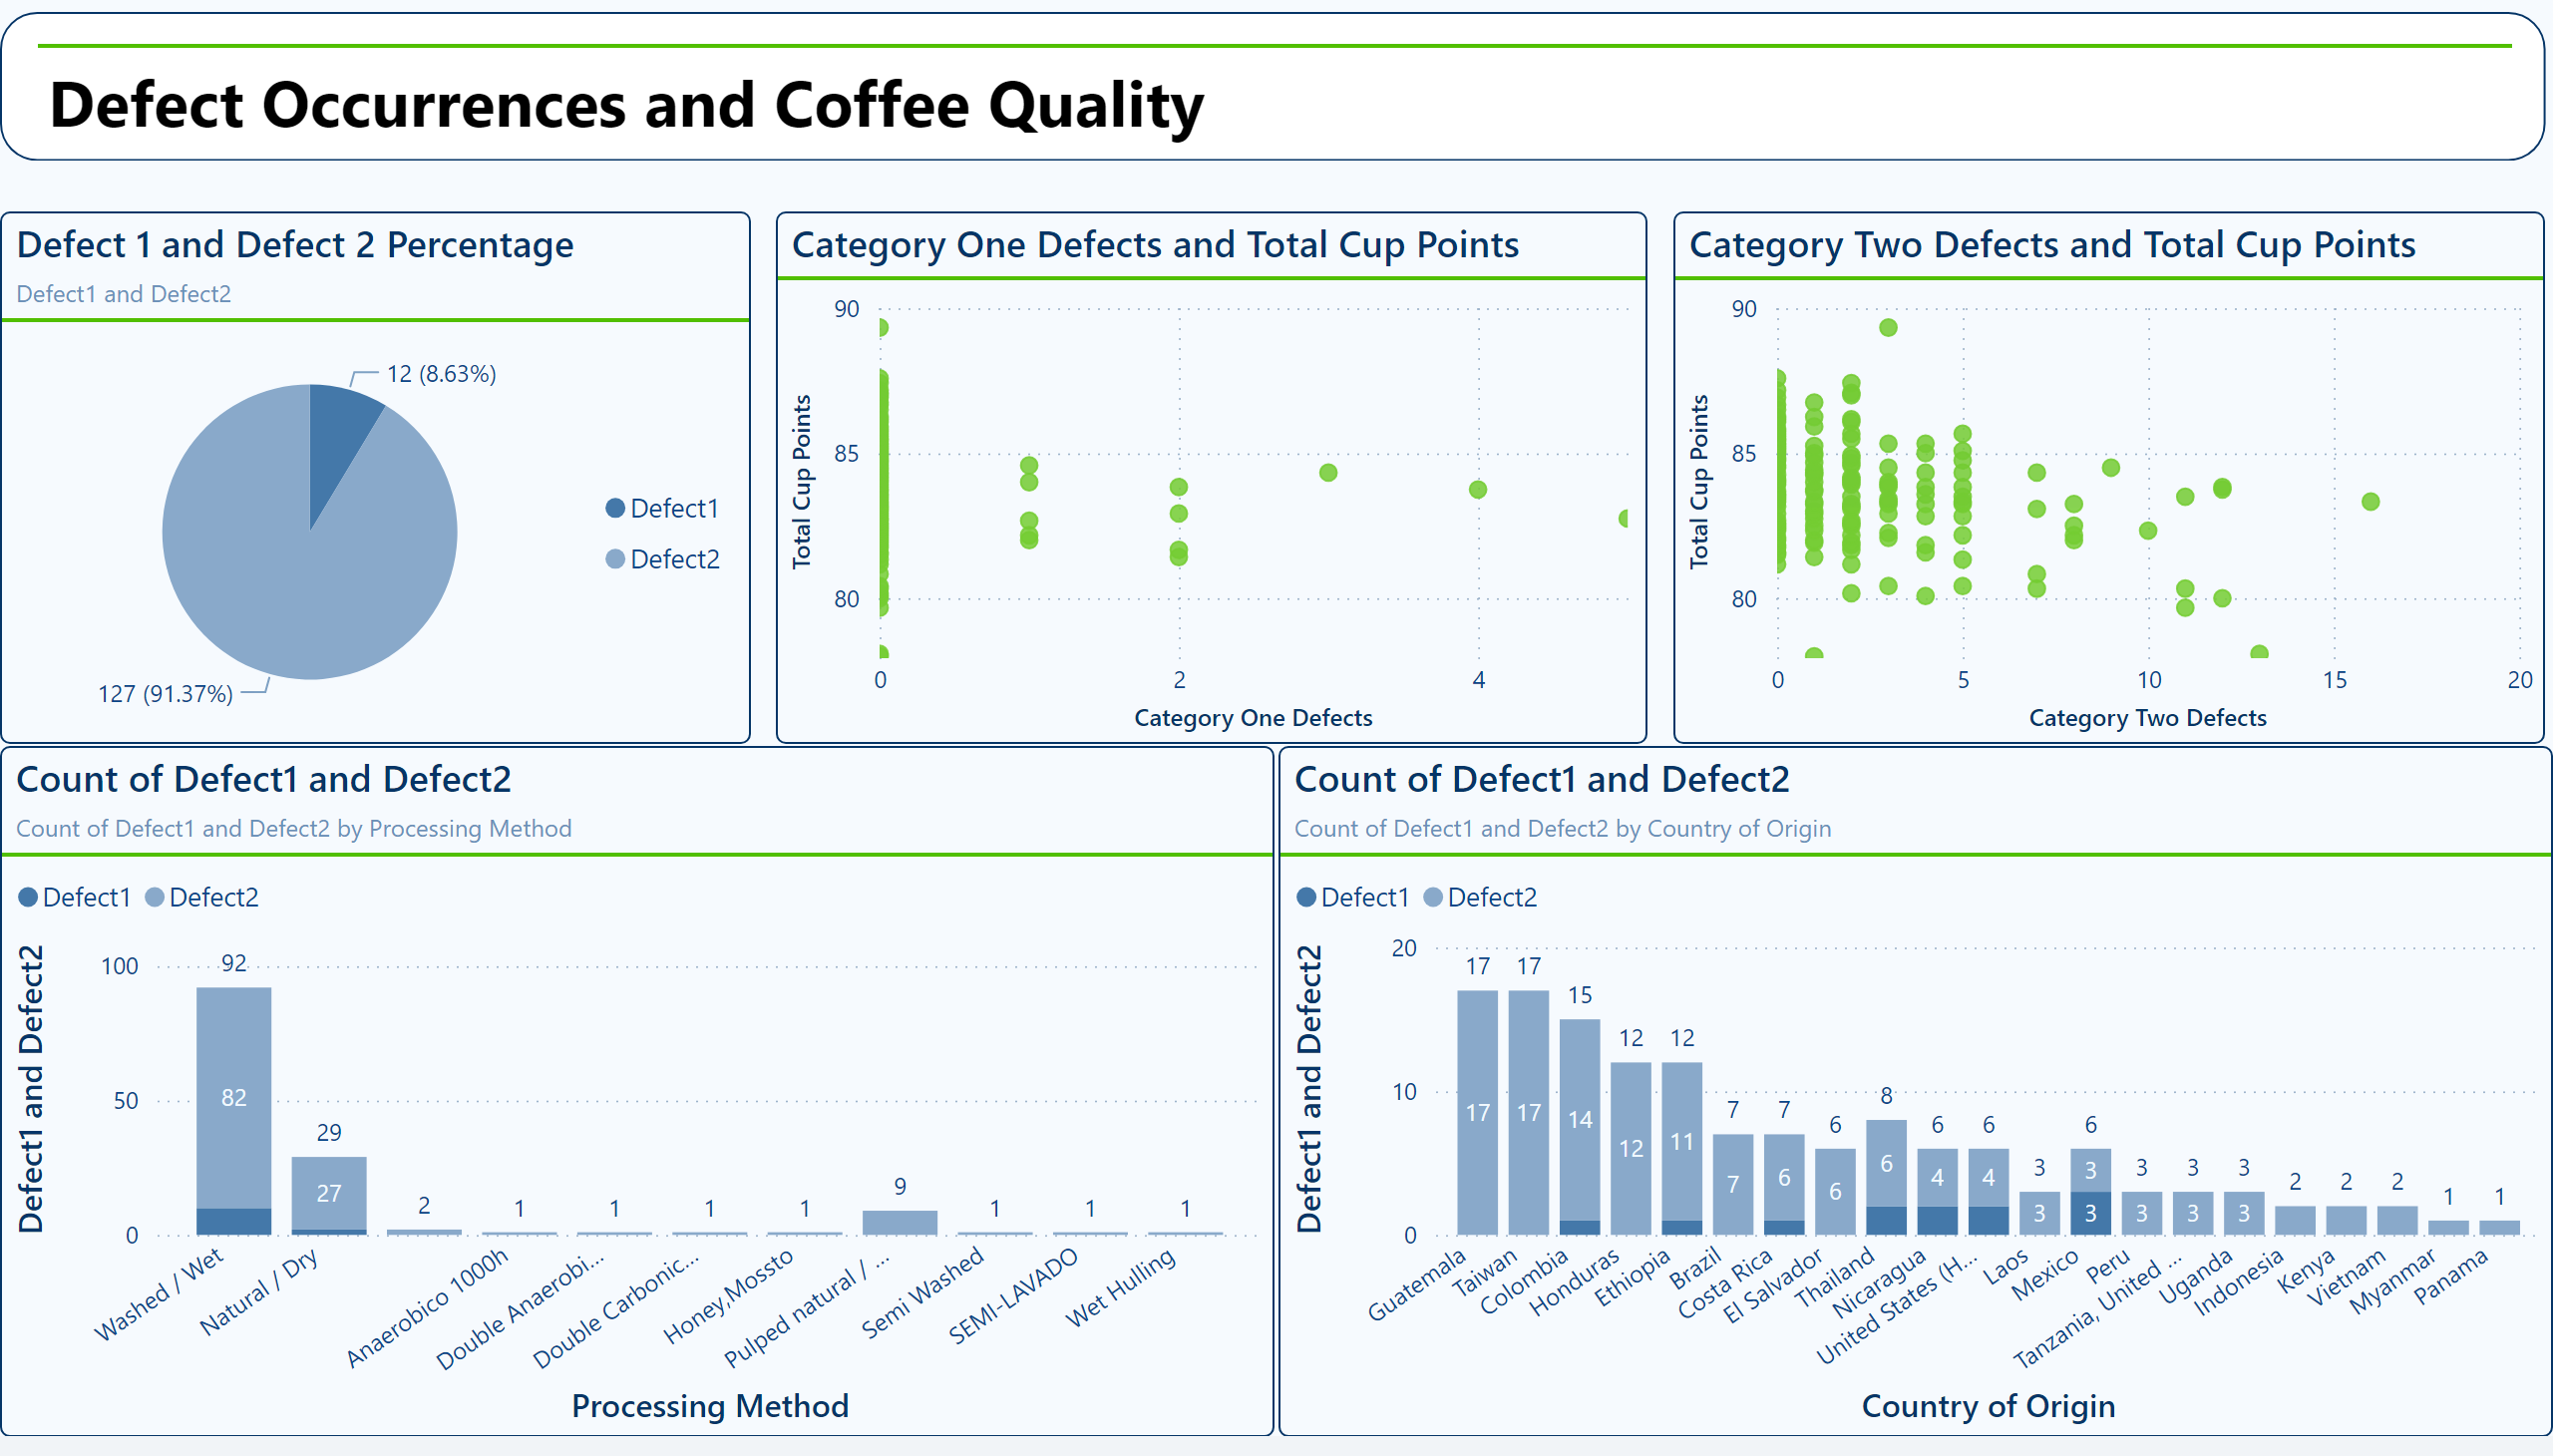 Defect Occurrences and Coffee Quality
Defect 1 and Defect 2 Percentage
Defect1 and Defect2
12 (8.63%)
127 (91.37%)
Defect1
Defect2
Category One Defects and Total Cup Points
Total Cup Points
90
85
80
0 2 4
Category One Defects
Category Two Defects and Total Cup Points
Total Cup Points
90
85
80
0 5 10 15 20
Category Two Defects
Count of Defect1 and Defect2
Count of Defect1 and Defect2 by Processing Method
Defect1 Defect2
Defect1 and Defect2
100
50
0
92 29 2 1 1 1 1 9 1 1 1
82 27
Washed / Wet
Natural / Dry
Anaerobico 1000h
Double Anaerobi...
Double Carbonic...
Honey,Mossto
Pulped natural / ...
Semi Washed
SEMI-LAVADO
Wet Hulling
Processing Method
Count of Defect1 and Defect2
Count of Defect1 and Defect2 by Country of Origin
Defect1 Defect2
Defect1 and Defect2
20
10
0
17 17 15 12 12 7 7 6 8 6 6 3 6 3 3 3 2 2 2 1 1
17 17 14 12 11 7 6 6 6 4 4 3 3 3 3 3
3
Guatemala
Taiwan
Colombia
Honduras
Ethiopia
Brazil
Costa Rica
El Salvador
Thailand
Nicaragua
United States (H...
Laos
Mexico
Peru
Tanzania, United ...
Uganda
Indonesia
Kenya
Vietnam
Myanmar
Panama
Country of Origin